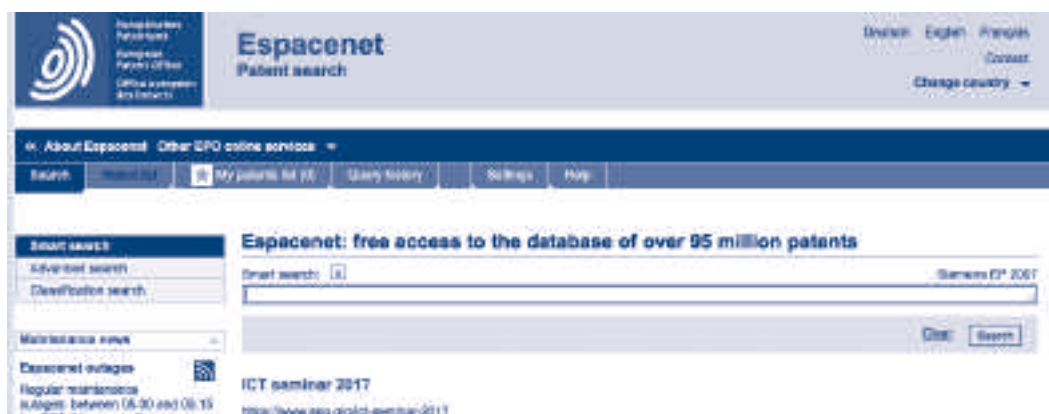 Europäisches
Patentamt
European
Patent Office
Office européen
des brevets
Espacenet
Patent search
Deutsch English Français
Contact
Change country
About Espacenet Other EPO online services
Search Result list My patents list (0) Query history Settings Help
Smart search
Advanced search
Classification search
Espacenet: free access to the database of over 95 million patents
Smart search:
Siemens EP 2007
Clear Search
Maintenance news
Espacenet outages
Regular maintenance
outages: between 05.00 and 05.15
ICT seminar 2017